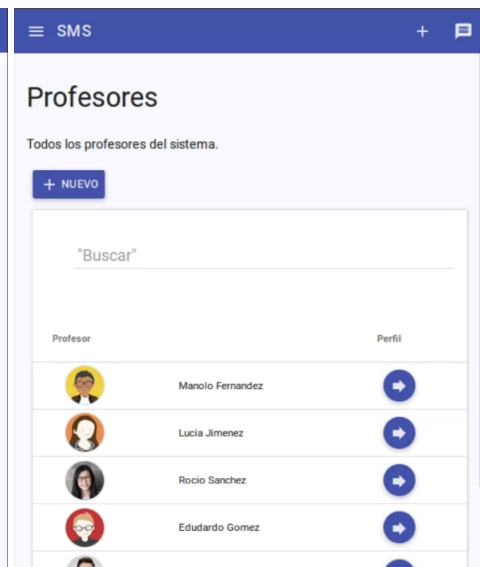 SMS
Profesores
Todos los profesores del sistema.
+ NUEVO
"Buscar"
Profesor Perfil
Manolo Fernandez
Lucia Jimenez
Rocio Sanchez
Edudardo Gomez